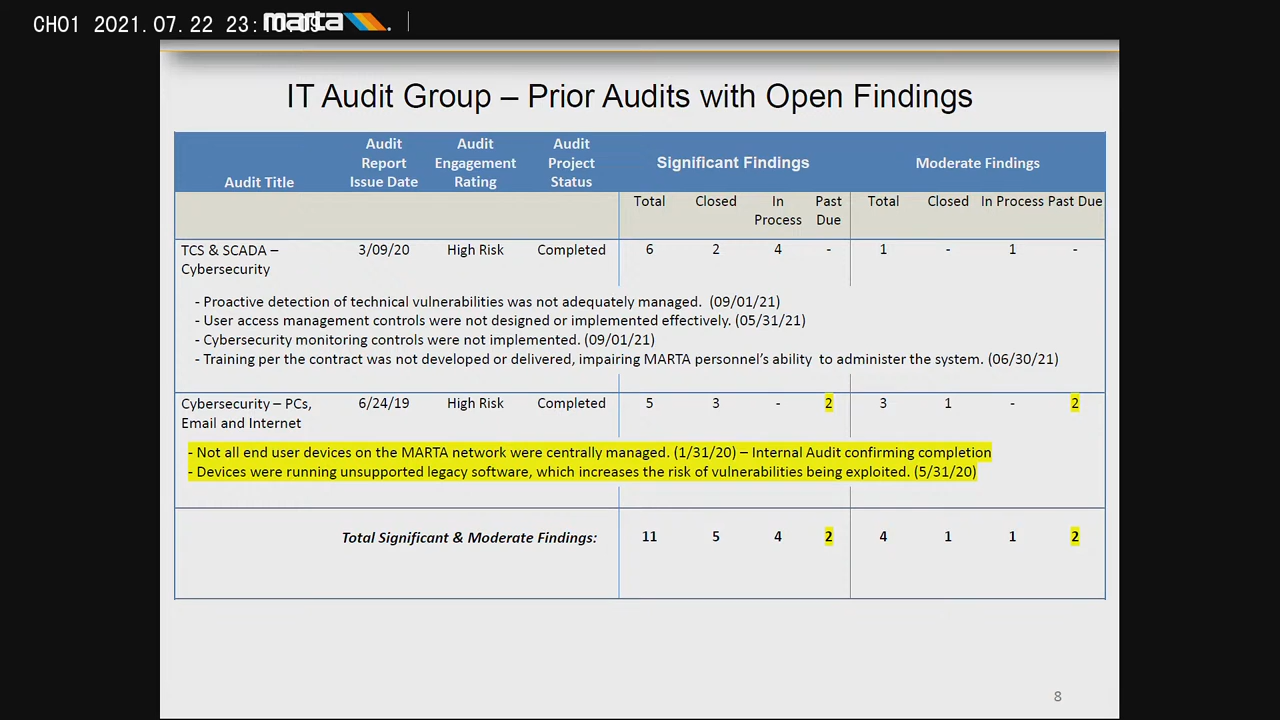 CH01 2021.07.22 23:
marta
IT Audit Group – Prior Audits with Open Findings
Audit Title
Audit Report Issue Date
Audit Engagement Rating
Audit Project Status
Significant Findings
Moderate Findings
Total Closed In Process Past Due Total Closed In Process Past Due
TCS & SCADA – Cybersecurity 3/09/20 High Risk Completed 6 2 4 - 1 - 1 -
- Proactive detection of technical vulnerabilities was not adequately managed. (09/01/21)
- User access management controls were not designed or implemented effectively. (05/31/21)
- Cybersecurity monitoring controls were not implemented. (09/01/21)
- Training per the contract was not developed or delivered, impairing MARTA personnel's ability to administer the system. (06/30/21)
Cybersecurity – PCs, Email and Internet 6/24/19 High Risk Completed 5 3 - 2 3 1 - 2
- Not all end user devices on the MARTA network were centrally managed. (1/31/20) – Internal Audit confirming completion
- Devices were running unsupported legacy software, which increases the risk of vulnerabilities being exploited. (5/31/20)
Total Significant & Moderate Findings: 11 5 4 2 4 1 1 2
8